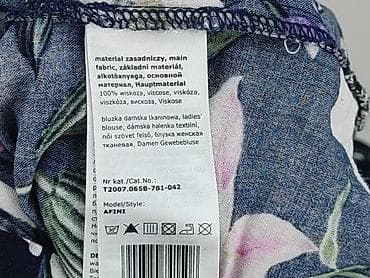 materiał zasadniczy, main
fabric, základní materiál,
alkotóanyaga, основной
материал, Hauptmaterial
100% wiskoza, viscose, viskóza,
viszkóza, вискоза, Viskose
bluzka damska tkaninowa, ladies'
blouse, dámská halenka textilní,
női szövet felső, блузка женская
тканевая, Damen Gewebebluse
Nr kat./Cat.No.:
T2007.065B-781-042
Model/Style:
AFINI